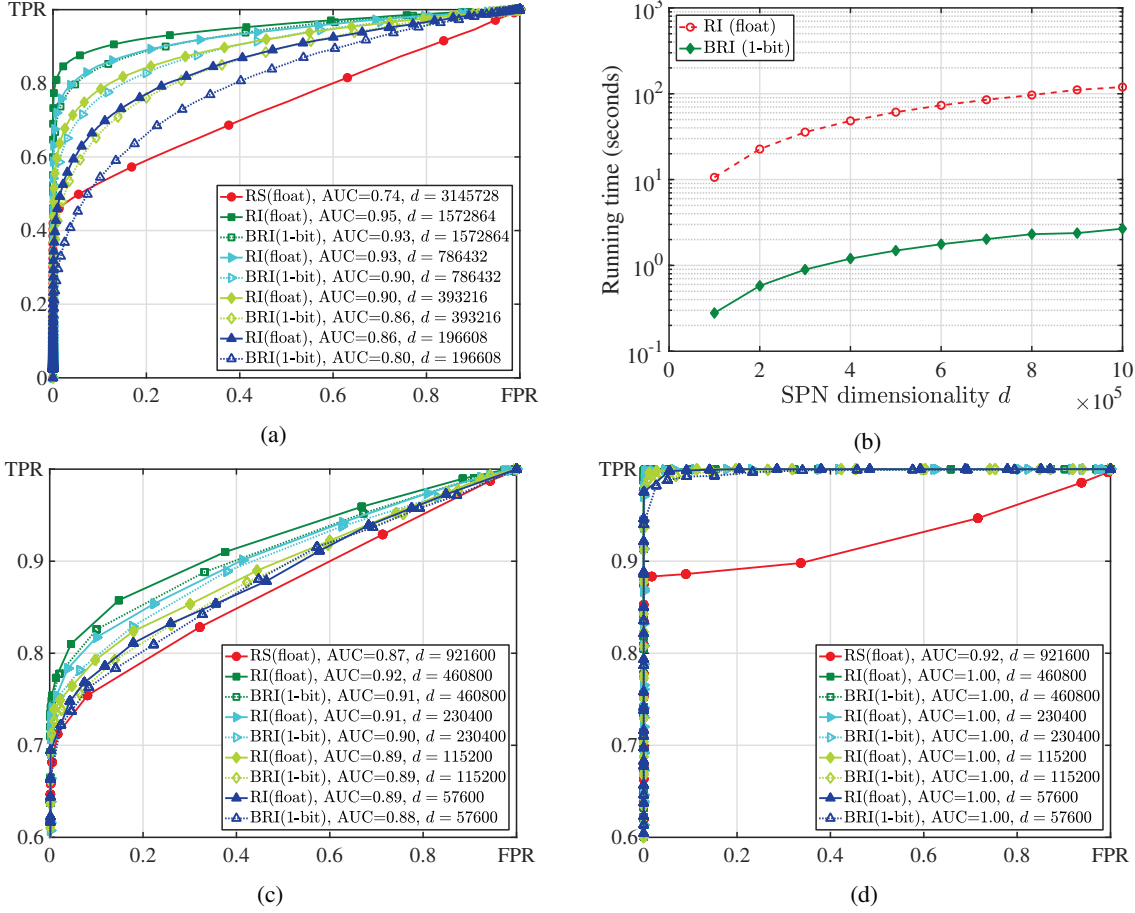 TPR
1
0.8
0.6
0.4
0.2
0
0
0.2
0.4
0.6
0.8
FPR
RS(float), AUC=0.74, d = 3145728
RI(float), AUC=0.95, d = 1572864
BRI(1-bit), AUC=0.93, d = 1572864
RI(float), AUC=0.93, d = 786432
BRI(1-bit), AUC=0.90, d = 786432
RI(float), AUC=0.90, d = 393216
BRI(1-bit), AUC=0.86, d = 393216
RI(float), AUC=0.86, d = 196608
BRI(1-bit), AUC=0.80, d = 196608
(a)
10^3
10^2
10^1
10^0
10^-1
Running time (seconds)
RI (float)
BRI (1-bit)
0
2
4
6
8
10
×10^5
SPN dimensionality d
(b)
TPR
0.9
0.8
0.7
0.6
0
0.2
0.4
0.6
0.8
FPR
RS(float), AUC=0.87, d = 921600
RI(float), AUC=0.92, d = 460800
BRI(1-bit), AUC=0.91, d = 460800
RI(float), AUC=0.91, d = 230400
BRI(1-bit), AUC=0.90, d = 230400
RI(float), AUC=0.89, d = 115200
BRI(1-bit), AUC=0.89, d = 115200
RI(float), AUC=0.89, d = 57600
BRI(1-bit), AUC=0.88, d = 57600
(c)
TPR
0.9
0.8
0.7
0.6
0
0.2
0.4
0.6
0.8
FPR
RS(float), AUC=0.92, d = 921600
RI(float), AUC=1.00, d = 460800
BRI(1-bit), AUC=1.00, d = 460800
RI(float), AUC=1.00, d = 230400
BRI(1-bit), AUC=1.00, d = 230400
RI(float), AUC=1.00, d = 115200
BRI(1-bit), AUC=1.00, d = 115200
RI(float), AUC=1.00, d = 57600
BRI(1-bit), AUC=1.00, d = 57600
(d)